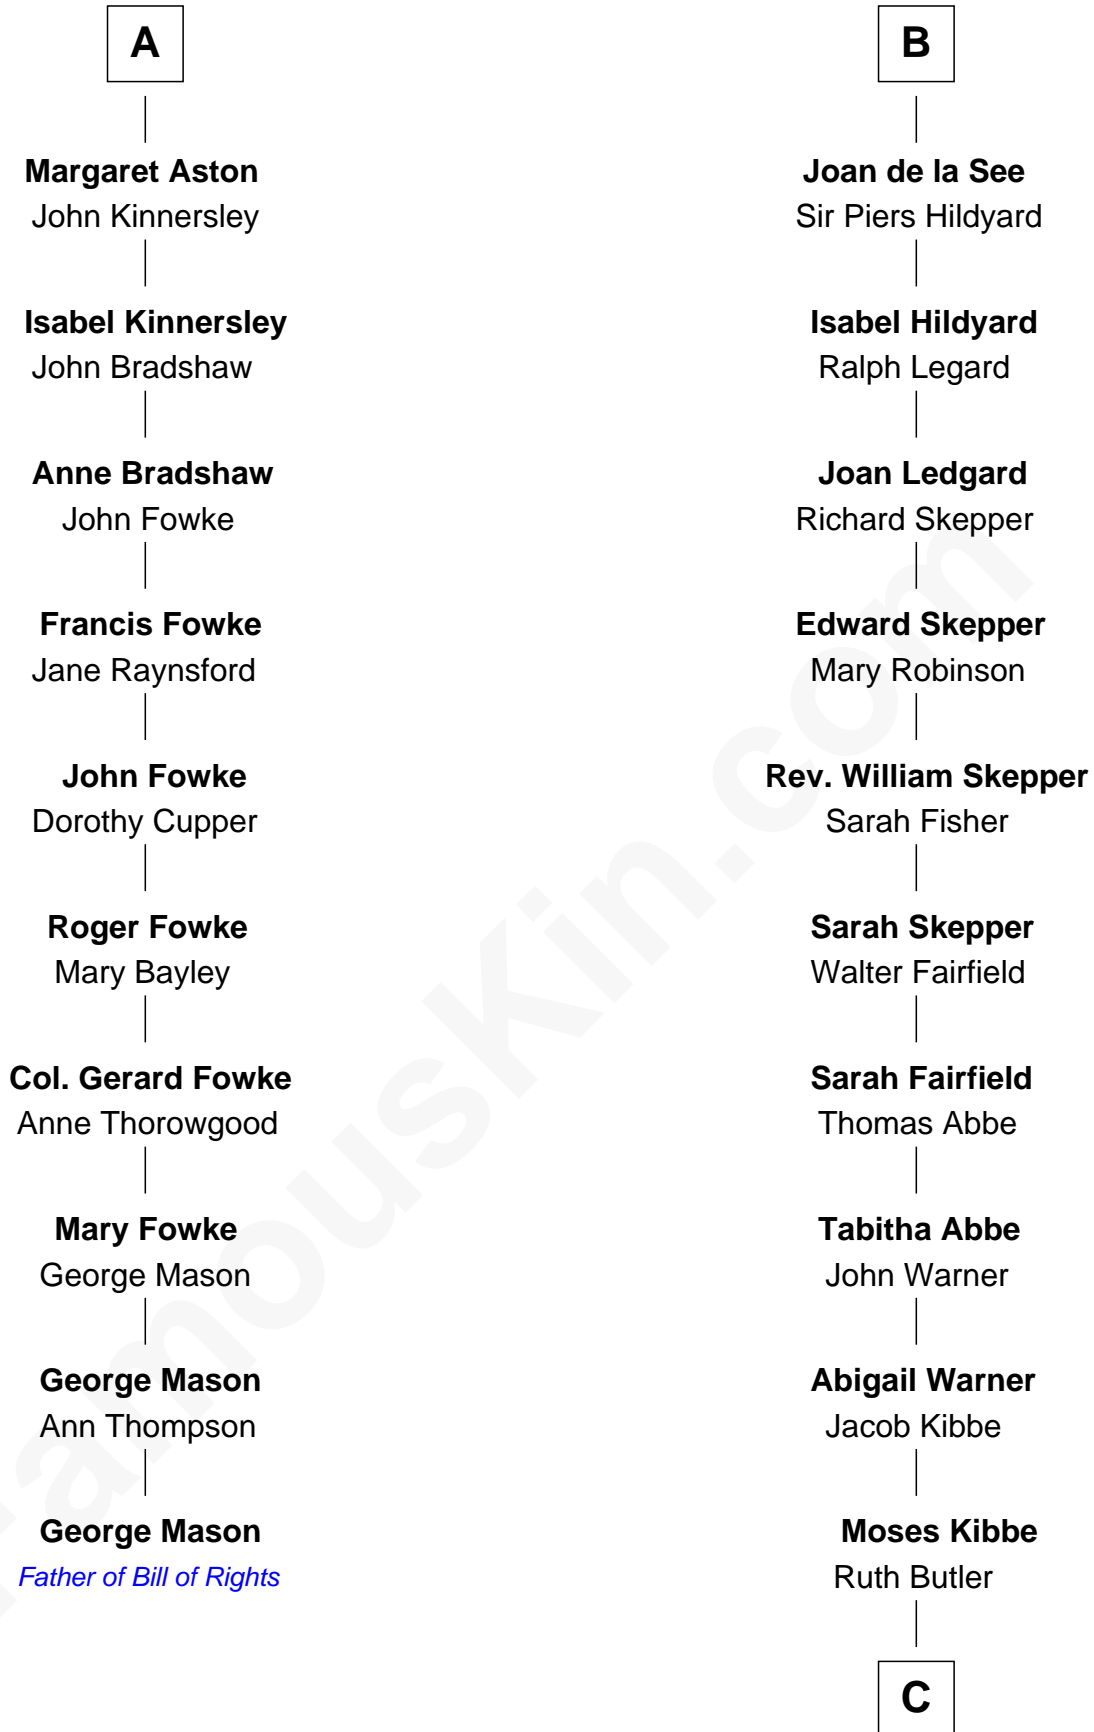 A
Margaret Aston
John Kinnersley
Isabel Kinnersley
John Bradshaw
Anne Bradshaw
John Fowke
Francis Fowke
Jane Raynsford
John Fowke
Dorothy Cupper
Roger Fowke
Mary Bayley
Col. Gerard Fowke
Anne Thorowgood
Mary Fowke
George Mason
George Mason
Ann Thompson
George Mason
Father of Bill of Rights
B
Joan de la See
Sir Piers Hildyard
Isabel Hildyard
Ralph Legard
Joan Ledgard
Richard Skepper
Edward Skepper
Mary Robinson
Rev. William Skepper
Sarah Fisher
Sarah Skepper
Walter Fairfield
Sarah Fairfield
Thomas Abbe
Tabitha Abbe
John Warner
Abigail Warner
Jacob Kibbe
Moses Kibbe
Ruth Butler
C
FamousKin.com